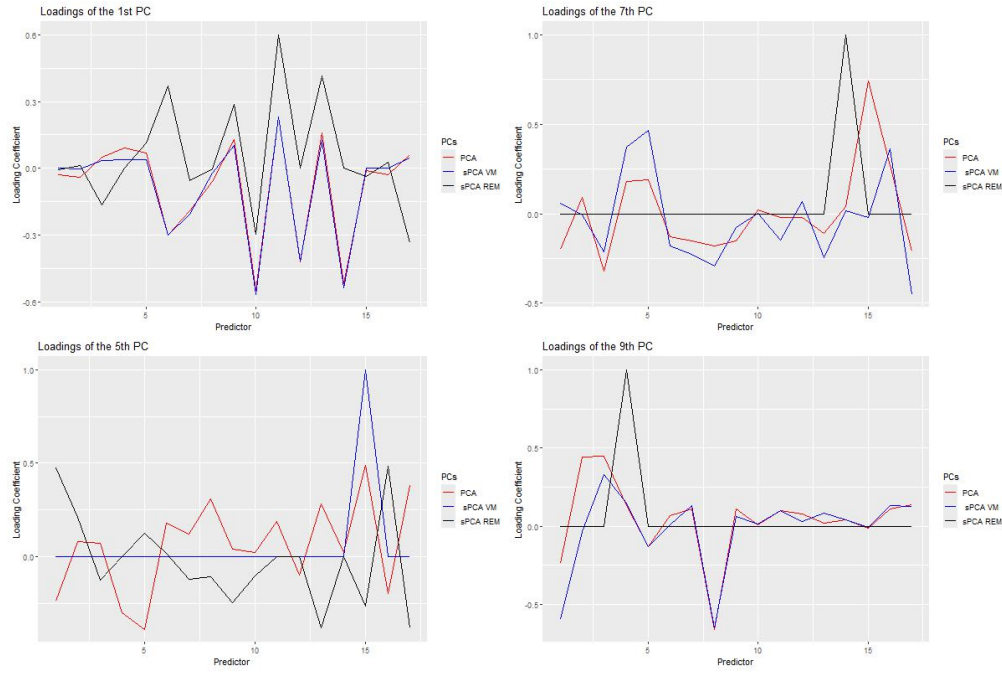 Loadings of the 1st PC
Loading Coefficient
0.6
0.3
0.0
-0.3
-0.6
5
10
15
Predictor
PCs
PCA
sPCA VM
sPCA REM
Loadings of the 7th PC
Loading Coefficient
1.0
0.5
0.0
-0.5
5
10
15
Predictor
PCs
PCA
sPCA VM
sPCA REM
Loadings of the 5th PC
Loading Coefficient
1.0
0.5
0.0
5
10
15
Predictor
PCs
PCA
sPCA VM
sPCA REM
Loadings of the 9th PC
Loading Coefficient
1.0
0.5
0.0
-0.5
5
10
15
Predictor
PCs
PCA
sPCA VM
sPCA REM